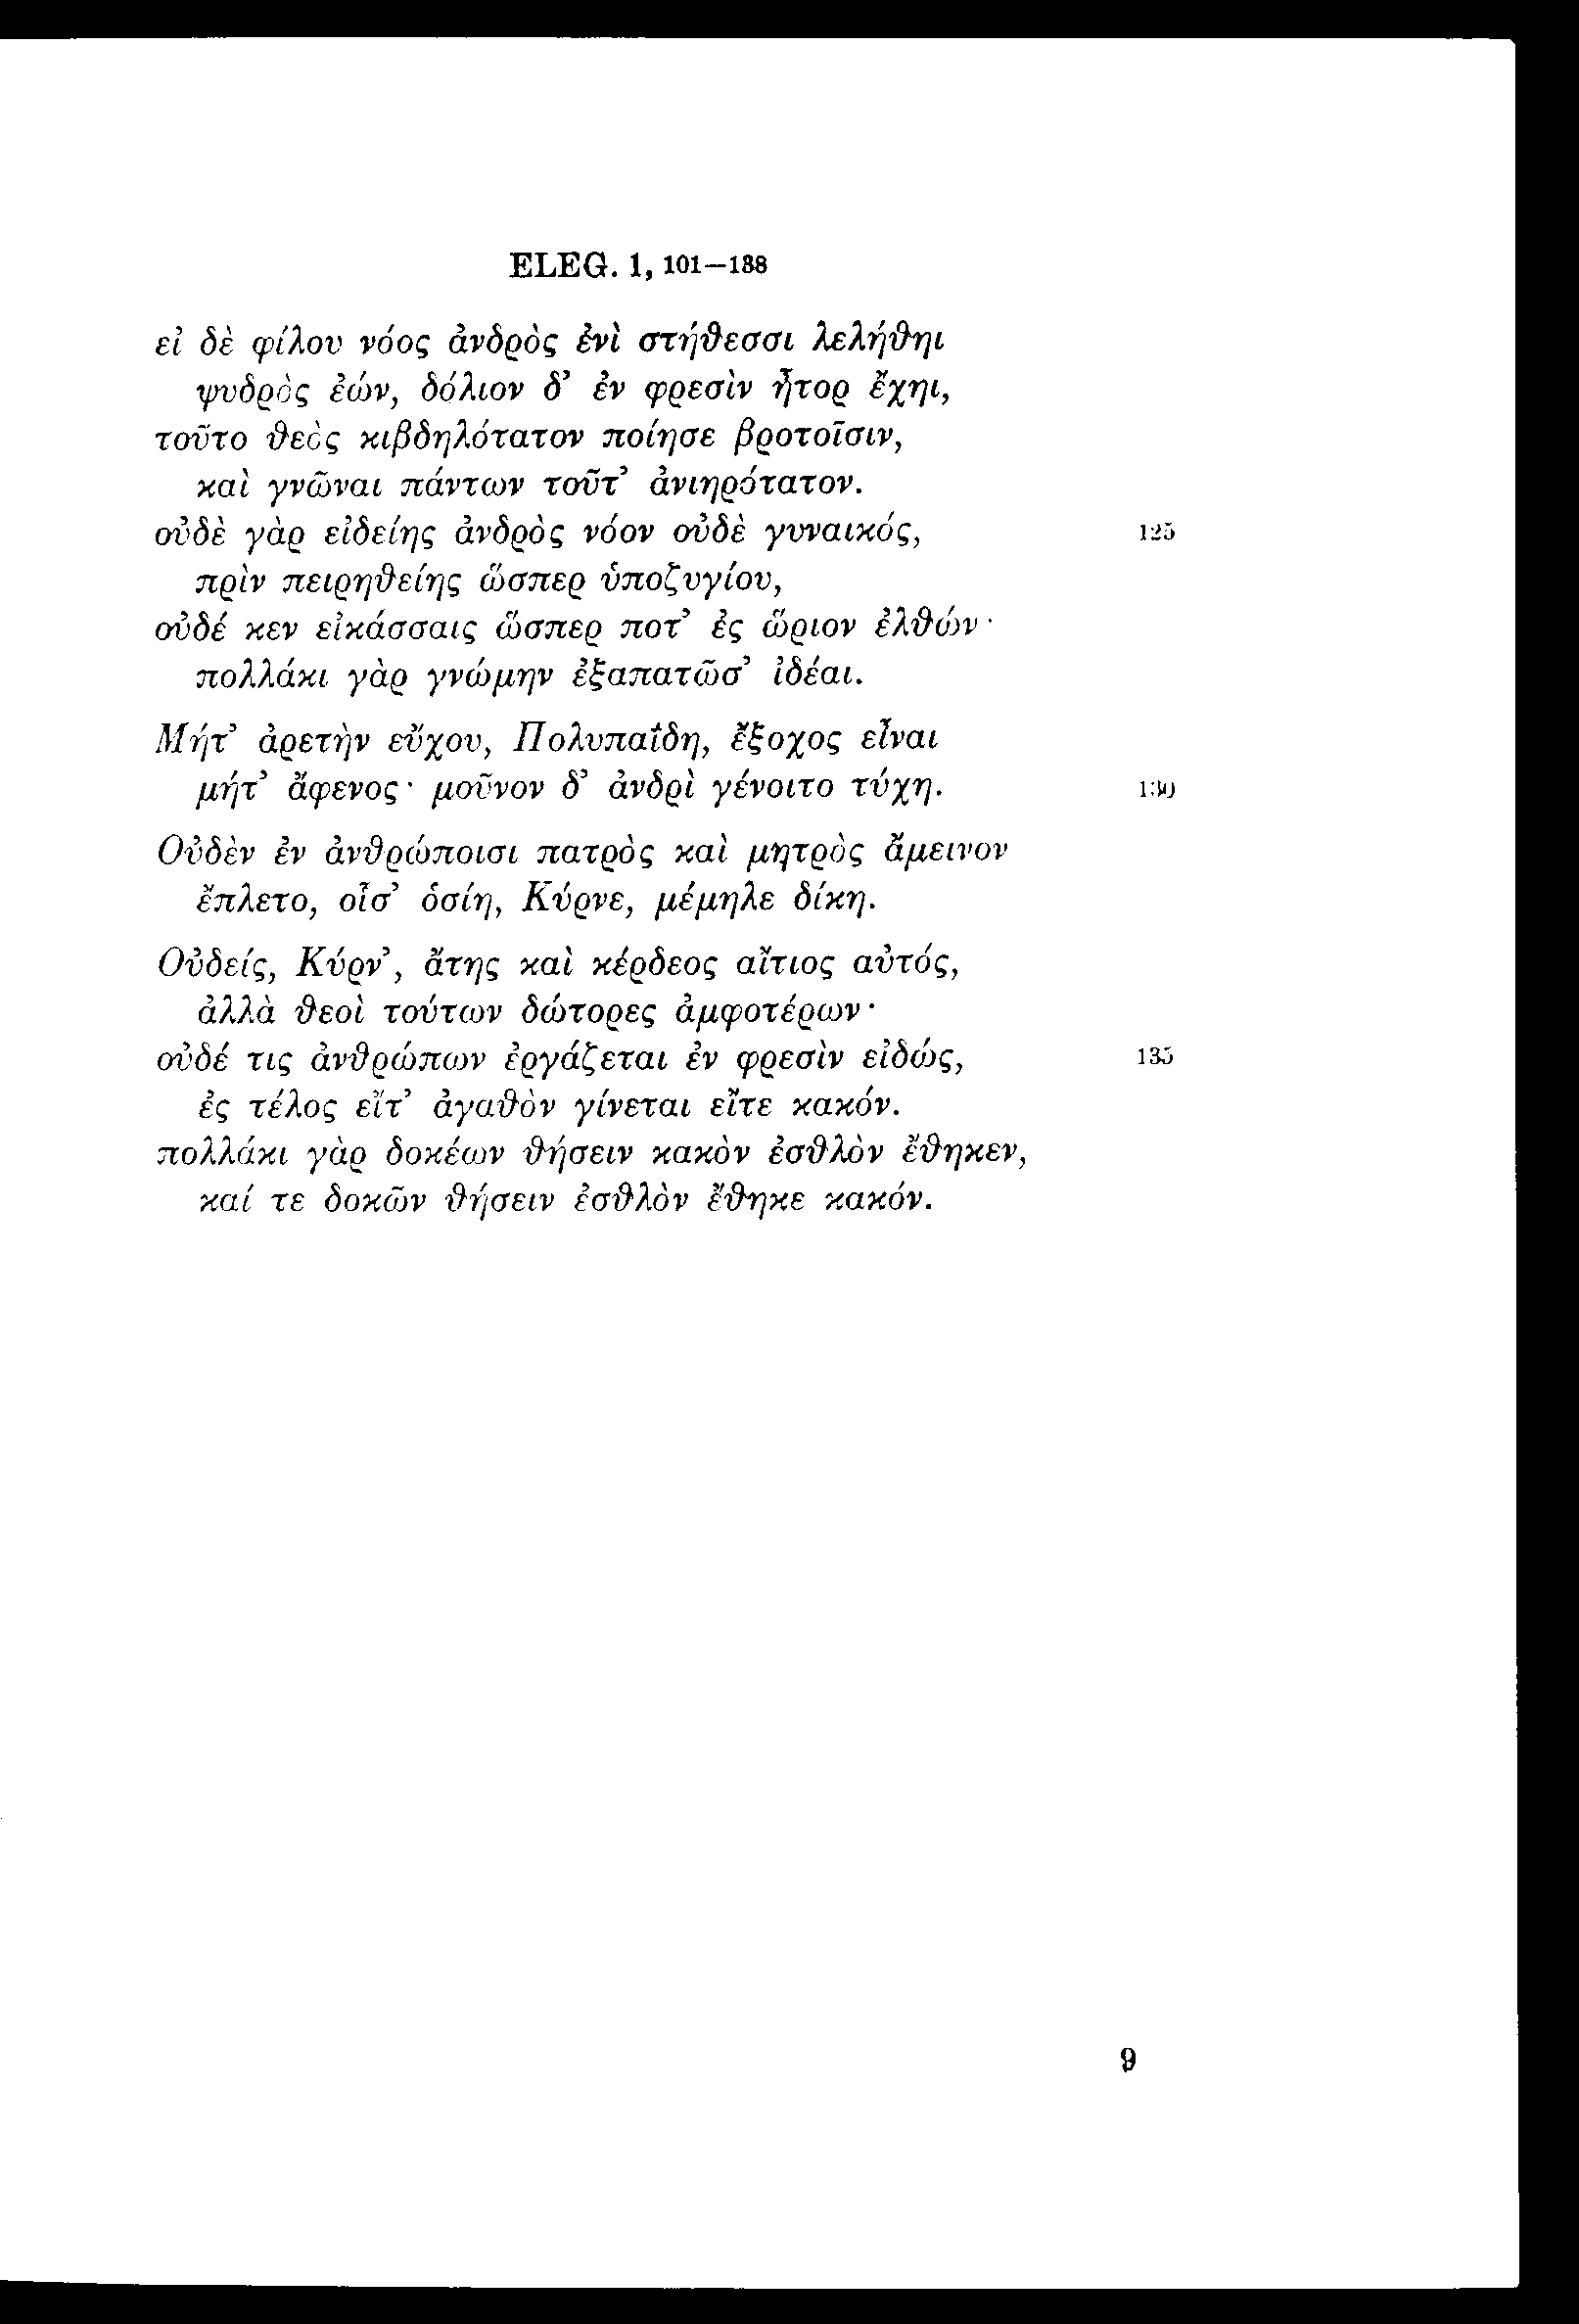 ELEG. 1, 101—138
εἰ δὲ φίλου νόος ἀνδρὸς ἐνὶ στήθεσσι λελήθηι
ψυδρὸς ἐών, δόλιον δ’ ἐν φρεσὶν ἦτορ ἔχηι,
τοῦτο θεὸς κιβδηλότατον ποίησε βροτοῖσιν,
καὶ γνῶναι πάντων τοῦτ’ ἀνιηρότατον.
οὐδὲ γὰρ εἰδείης ἀνδρὸς νόον οὐδὲ γυναικός, 125
πρὶν πειρηθείης ὥσπερ ὑποζυγίου,
οὐδέ κεν εἰκάσσαις ὥσπερ ποτ’ ἐς ὥριον ἐλθών·
πολλάκι γὰρ γνώμην ἐξαπατῶσ’ ἰδέαι.
Μήτ’ ἀρετὴν εὔχου, Πολυπαΐδη, ἔξοχος εἶναι
μήτ’ ἄφενος· μοῦνον δ’ ἀνδρὶ γένοιτο τύχη. 130
Οὐδὲν ἐν ἀνθρώποισι πατρὸς καὶ μητρὸς ἄμεινον
ἔπλετο, οἷσ’ ὁσίη, Κύρνε, μέμηλε δίκη.
Οὐδείς, Κύρν’, ἄτης καὶ κέρδεος αἴτιος αὐτός,
ἀλλὰ θεοὶ τούτων δώτορες ἀμφοτέρων·
οὐδέ τις ἀνθρώπων ἐργάζεται ἐν φρεσὶν εἰδώς, 135
ἐς τέλος εἴτ’ ἀγαθὸν γίνεται εἴτε κακόν.
πολλάκι γὰρ δοκέων θήσειν κακὸν ἐσθλὸν ἔθηκεν,
καί τε δοκῶν θήσειν ἐσθλὸν ἔθηκε κακόν.
9